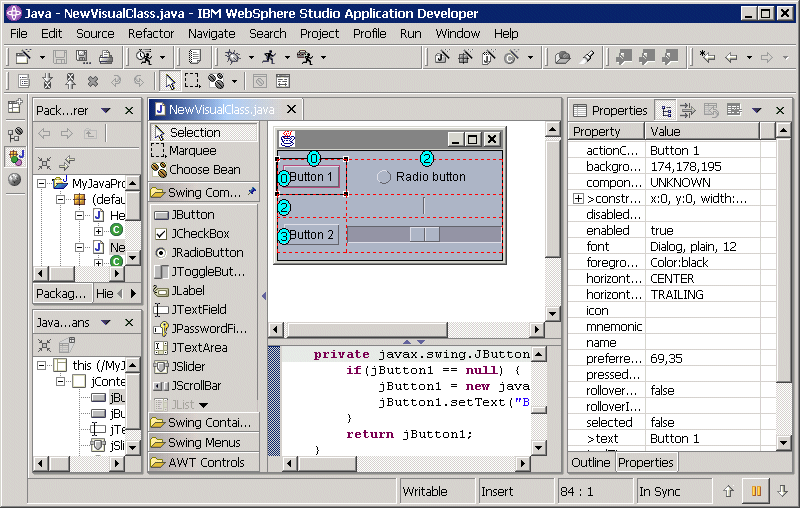 Java - NewVisualClass.java - IBM WebSphere Studio Application Developer
File Edit Source Refactor Navigate Search Project Profile Run Window Help
Pack...rer
MyJavaPro
(defau
He
Ne
Packag...
Hie
Java...ans
this (/MyJ
jConte
jBu
jBu
jTe
jSli
NewVisualClass.java
Selection
Marquee
Choose Bean
Swing Com...
JButton
JCheckBox
JRadioButton
JToggleBut...
JLabel
JTextField
JPasswordFi...
JTextArea
JSlider
JScrollBar
JList
Swing Contai...
Swing Menus
AWT Controls
0 2
0 Button 1 Radio button
2
3 Button 2
private javax.swing.JButton
if(jButton1 == null) {
jButton1 = new java
jButton1.setText("B
}
return jButton1;
}
Properties
Property Value
actionC... Button 1
backgro... 174,178,195
compon... UNKNOWN
>constr... x:0, y:0, width:...
disabled...
enabled true
font Dialog, plain, 12
foregro... Color:black
horizont... CENTER
horizont... TRAILING
icon
mnemonic
name
preferre... 69,35
pressed...
rollover... false
rolloverI...
selected false
>text Button 1
Outline Properties
Writable Insert 84 : 1 In Sync